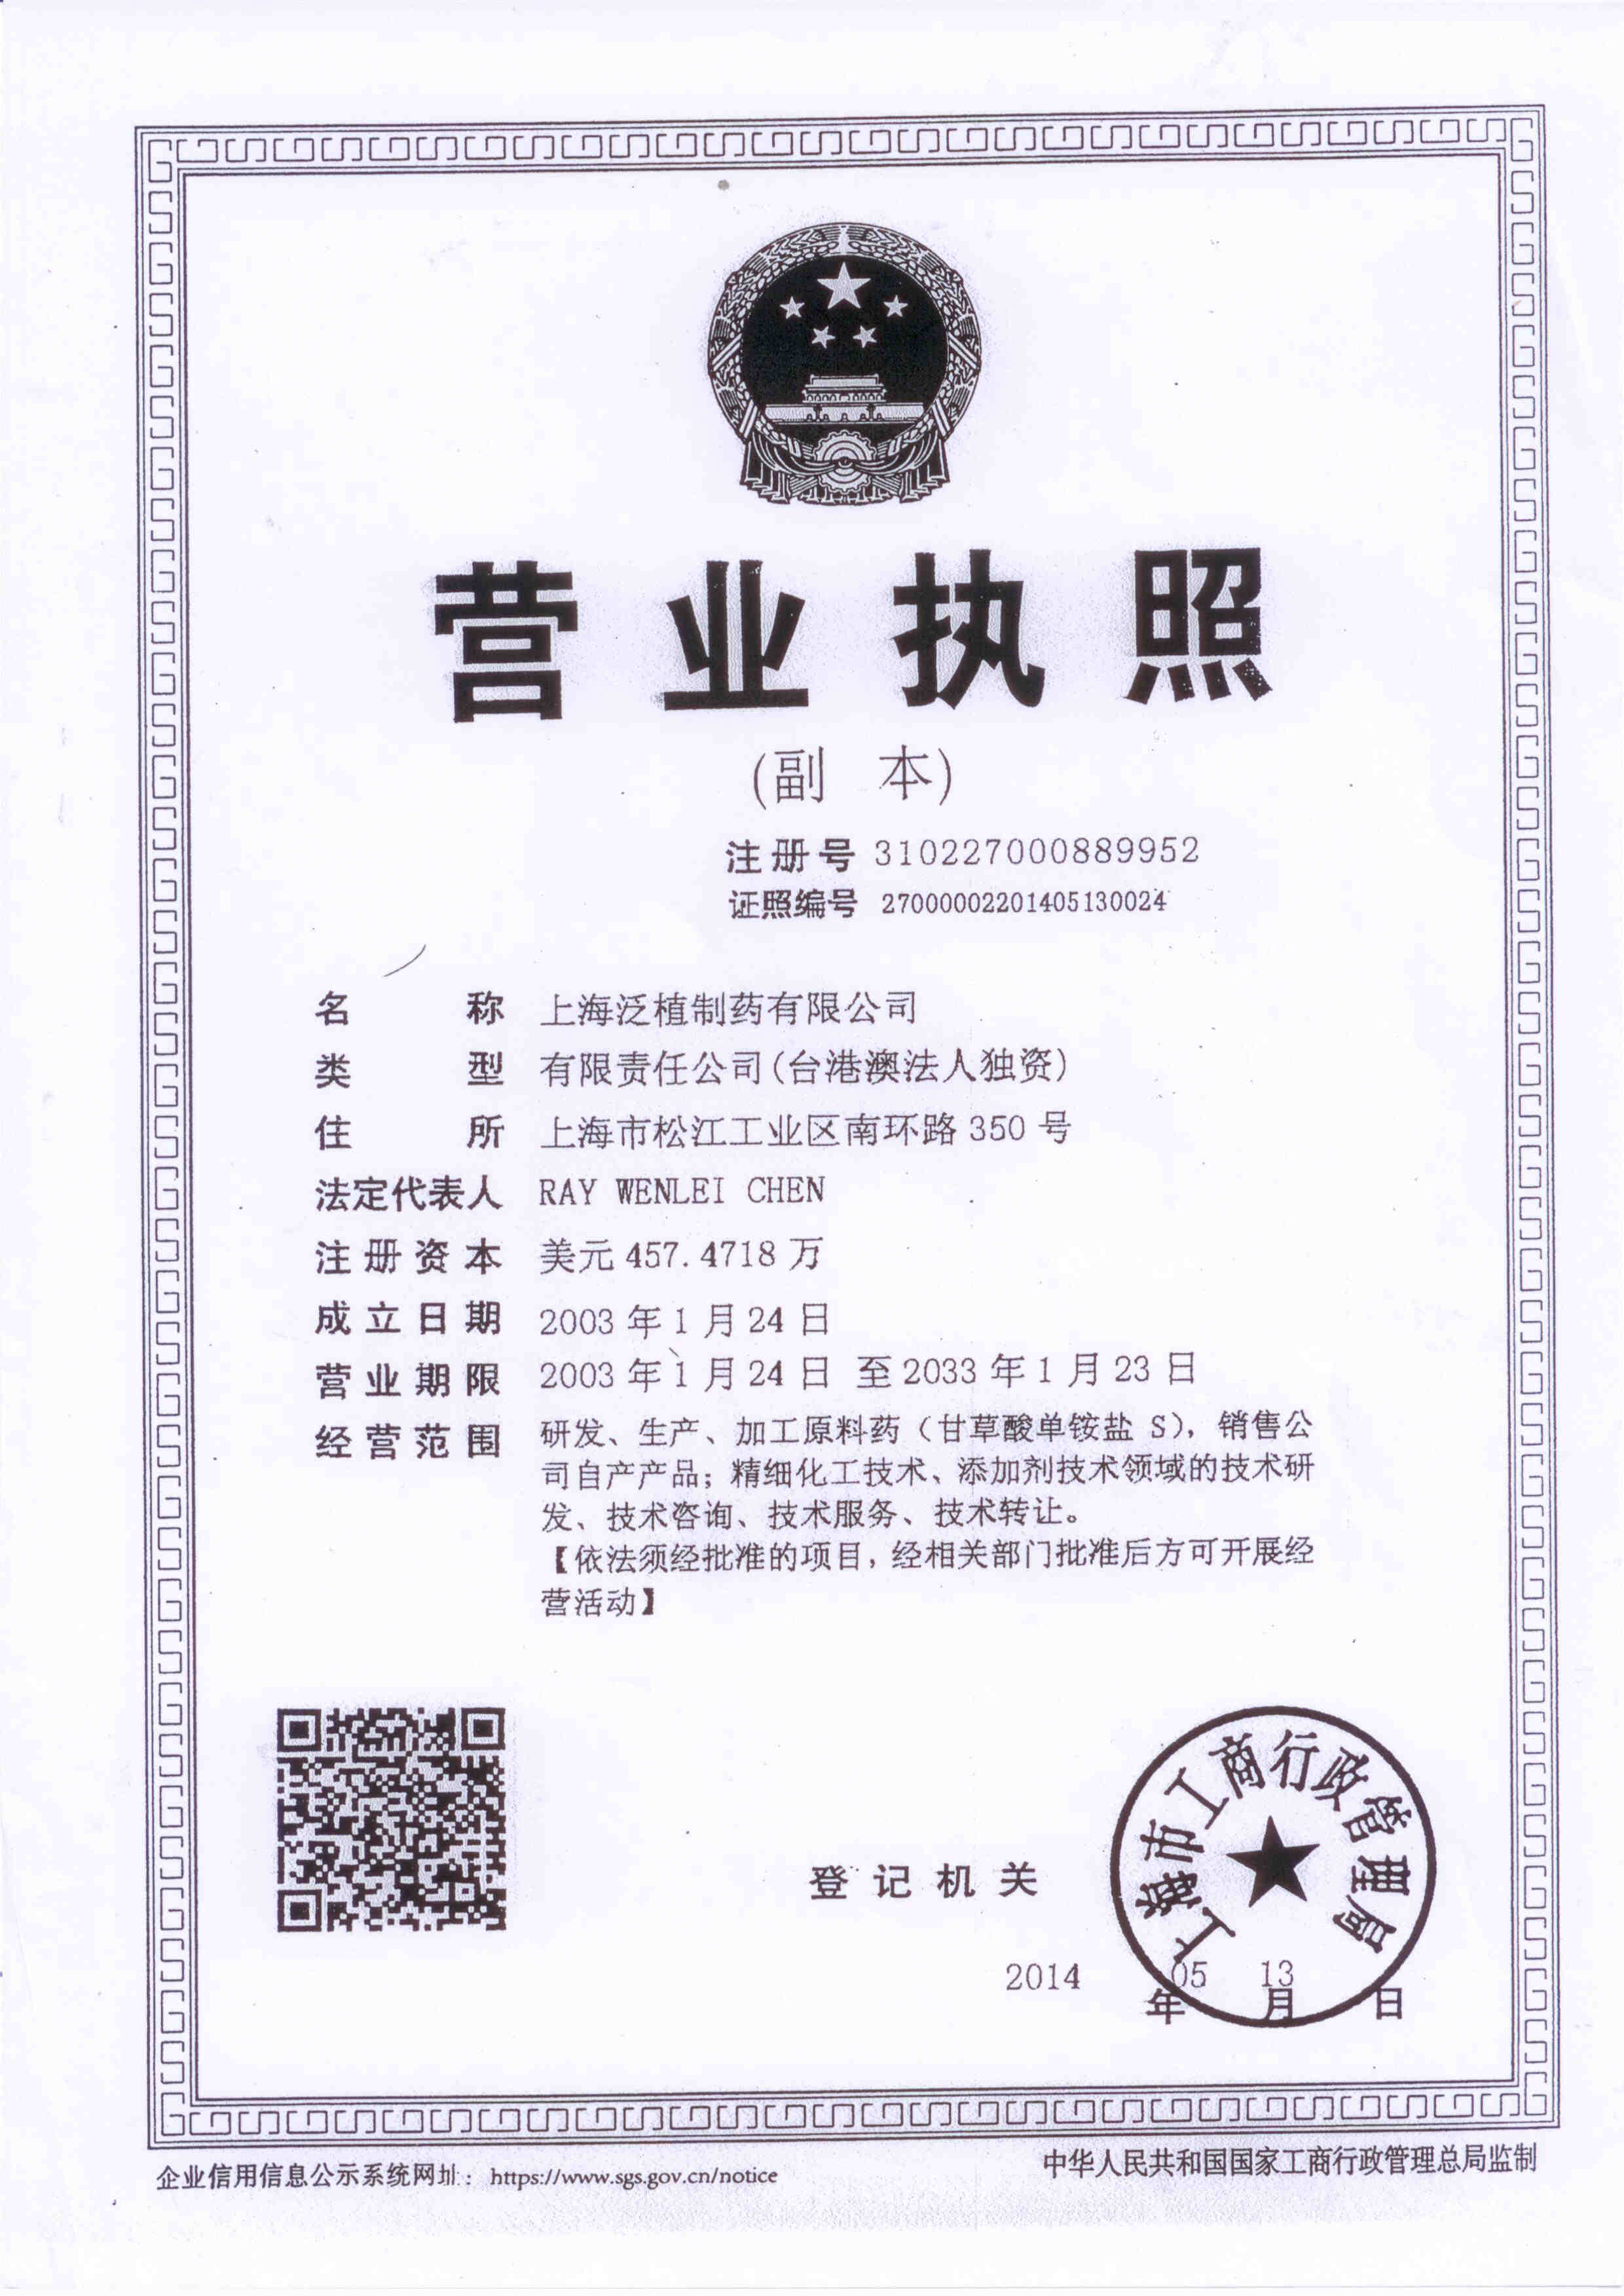 营业执照
(副 本)
注册号 310227000889952
证照编号 27000002201405130024
名称 上海泛植制药有限公司
类型 有限责任公司(台港澳法人独资)
住所 上海市松江工业区南环路 350 号
法定代表人 RAY WENLEI CHEN
注册资本 美元 457.4718 万
成立日期 2003 年 1 月 24 日
营业期限 2003 年 1 月 24 日 至 2033 年 1 月 23 日
经营范围 研发、生产、加工原料药（甘草酸单铵盐 S），销售公
司自产产品；精细化工技术、添加剂技术领域的技术研
发、技术咨询、技术服务、技术转让。
【依法须经批准的项目，经相关部门批准后方可开展经
营活动】
登记机关
上海市工商行政管理局
2014 年 05 月 13 日
企业信用信息公示系统网址：https://www.sgs.gov.cn/notice
中华人民共和国国家工商行政管理总局监制